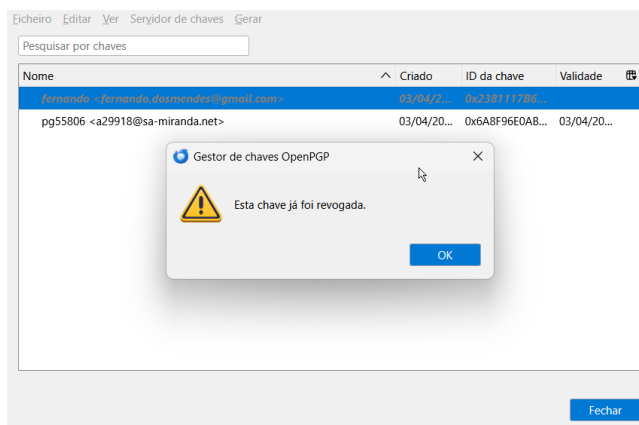 Ficheiro Editar Ver Servidor de chaves Gerar
Pesquisar por chaves
Nome Criado ID da chave Validade
fernando <fernando.dosmendes@gmail.com> 03/04/2... 0x2381117B6...
pg55806 <a29918@sa-miranda.net> 03/04/20... 0x6A8F96E0AB... 03/04/20...
Gestor de chaves OpenPGP
Esta chave já foi revogada.
OK
Fechar